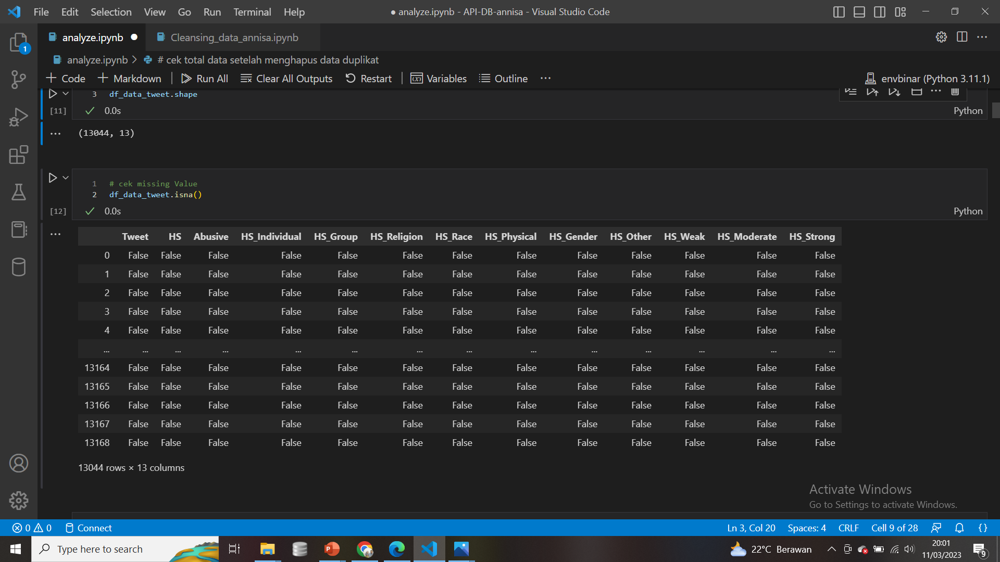 File Edit Selection View Go Run Terminal Help ● analyze.ipynb - API-DB-annisa - Visual Studio Code
analyze.ipynb ● Cleansing_data_annisa.ipynb
1
analyze.ipynb > # cek total data setelah menghapus data duplikat
+ Code + Markdown | Run All Clear All Outputs Restart | Variables Outline ... envbinar (Python 3.11.1)
3 df_data_tweet.shape
[11] ✓ 0.0s Python
... (13044, 13)
1 # cek missing Value
2 df_data_tweet.isna()
[12] ✓ 0.0s Python
... Tweet HS Abusive HS_Individual HS_Group HS_Religion HS_Race HS_Physical HS_Gender HS_Other HS_Weak HS_Moderate HS_Strong
0 False False False False False False False False False False False False False
1 False False False False False False False False False False False False False
2 False False False False False False False False False False False False False
3 False False False False False False False False False False False False False
4 False False False False False False False False False False False False False
... ... ... ... ... ... ... ... ... ... ... ... ... ...
13164 False False False False False False False False False False False False False
13165 False False False False False False False False False False False False False
13166 False False False False False False False False False False False False False
13167 False False False False False False False False False False False False False
13168 False False False False False False False False False False False False False
13044 rows × 13 columns
Activate Windows
Go to Settings to activate Windows.
0 0 Connect Ln 3, Col 20 Spaces: 4 CRLF Cell 9 of 28 {}
Type here to search P 22°C Berawan 20:01
11/03/2023 9